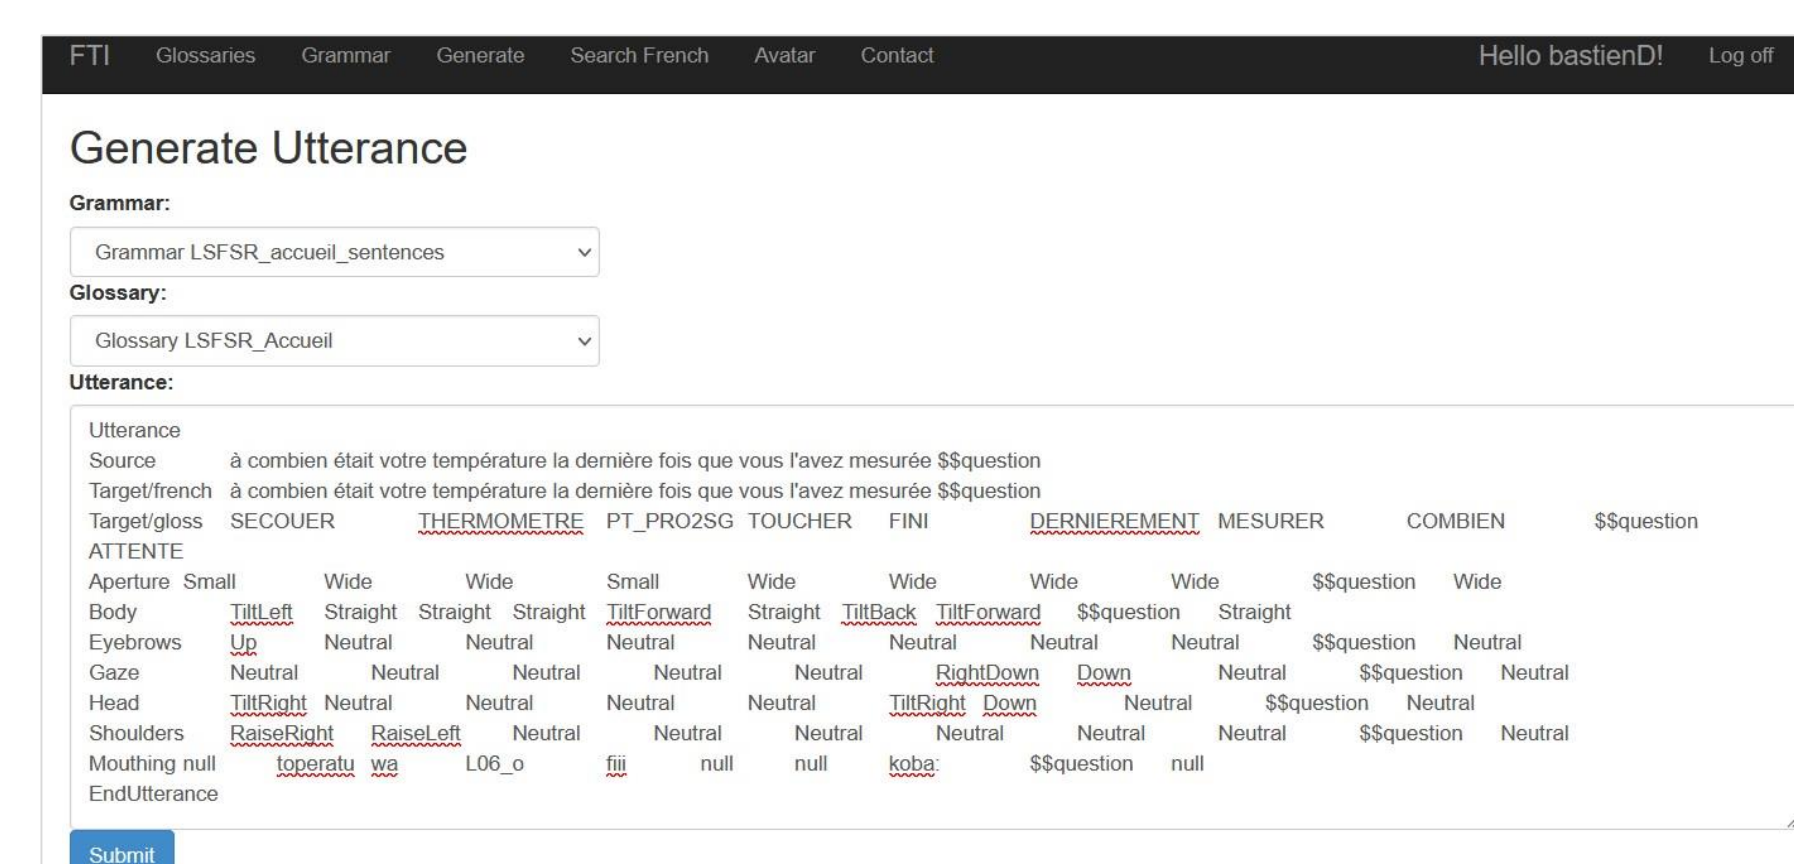 FTI Glossaries Grammar Generate Search French Avatar Contact Hello bastienD! Log off
Generate Utterance
Grammar:
Grammar LSFSR_accueil_sentences
Glossary:
Glossary LSFSR_Accueil
Utterance:
Utterance
Source à combien était votre température la dernière fois que vous l'avez mesurée $$question
Target/french à combien était votre température la dernière fois que vous l'avez mesurée $$question
Target/gloss SECOUER THERMOMETRE PT_PRO2SG TOUCHER FINI DERNIEREMENT MESURER COMBIEN $$question
ATTENTE
Aperture Small Wide Wide Small Wide Wide Wide Wide $$question Wide
Body TiltLeft Straight Straight Straight TiltForward Straight TiltBack TiltForward $$question Straight
Eyebrows Up Neutral Neutral Neutral Neutral Neutral Neutral Neutral $$question Neutral
Gaze Neutral Neutral Neutral Neutral Neutral RightDown Down Neutral $$question Neutral
Head TiltRight Neutral Neutral Neutral Neutral TiltRight Down Neutral $$question Neutral
Shoulders RaiseRight RaiseLeft Neutral Neutral Neutral Neutral Neutral Neutral $$question Neutral
Mouthing null toperatu wa L06_o fiii null null koba: $$question null
EndUtterance
Submit